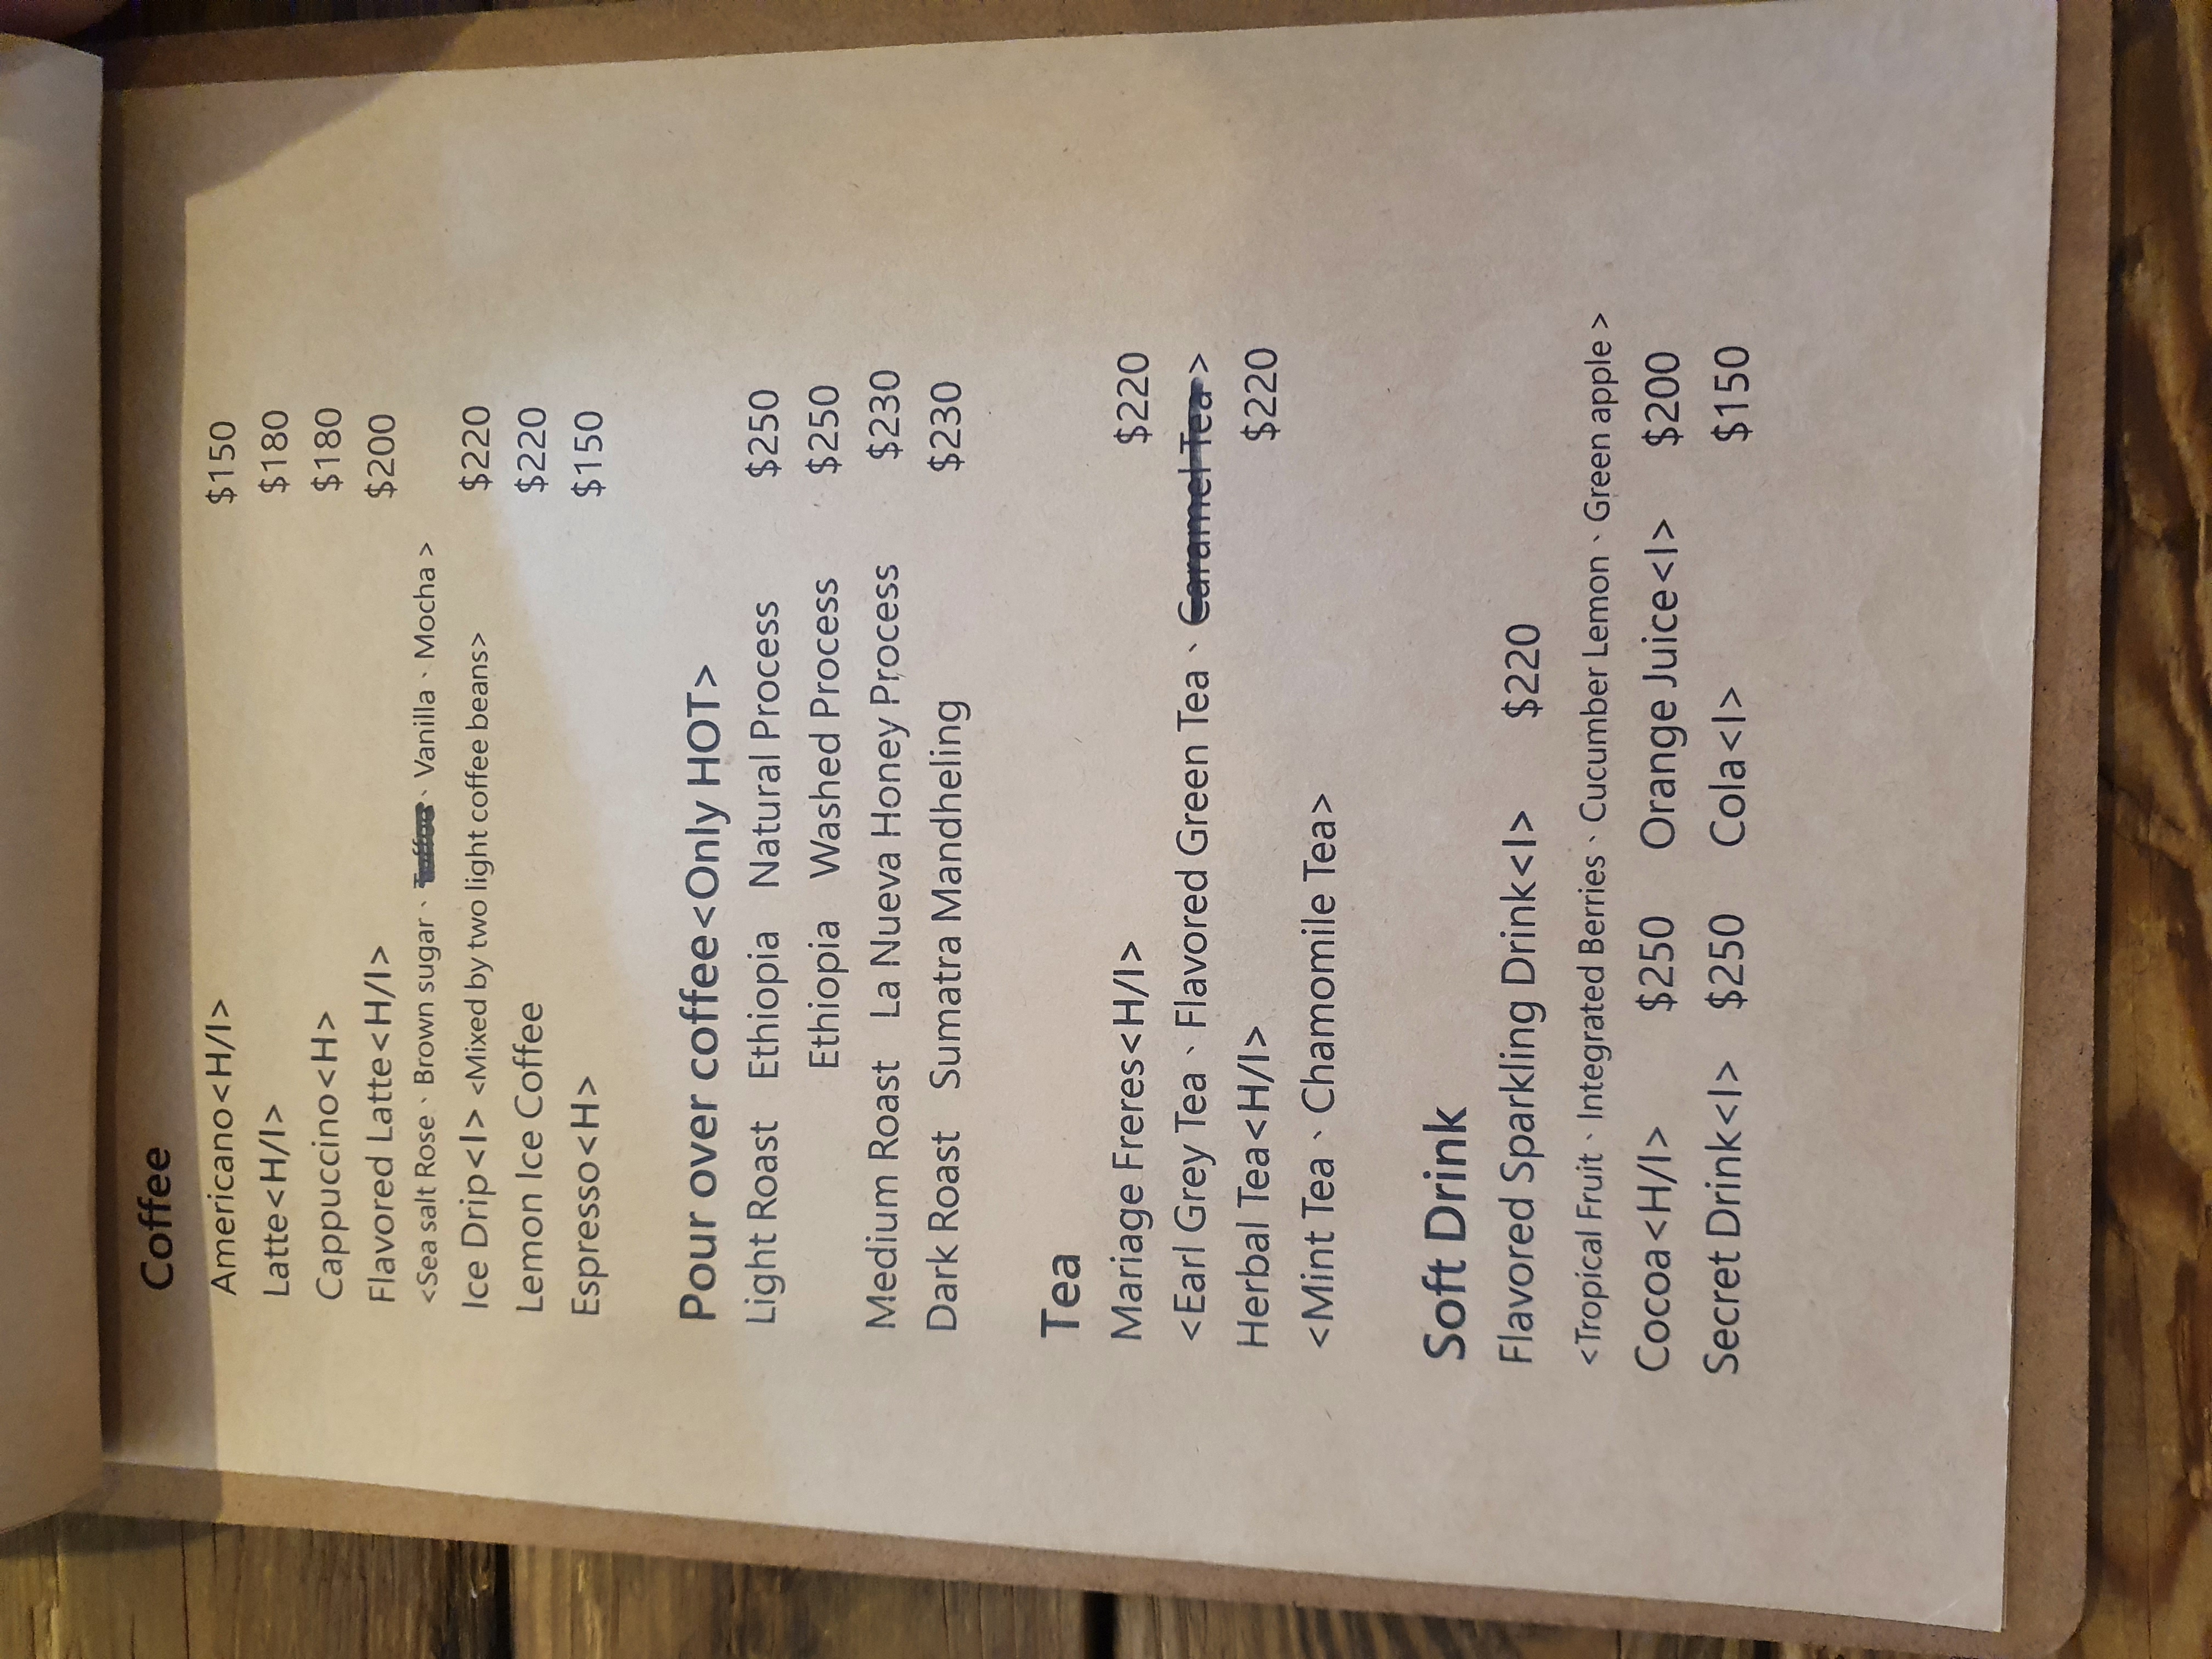 Coffee
Americano<H/I> $150
Latte<H/I> $180
Cappuccino<H> $180
Flavored Latte<H/I> $200
<Sea salt Rose、Brown sugar、Toffee、Vanilla、Mocha >
Ice Drip<I> <Mixed by two light coffee beans> $220
Lemon Ice Coffee $220
Espresso<H> $150
Pour over coffee<Only HOT>
Light Roast Ethiopia Natural Process $250
Ethiopia Washed Process $250
Medium Roast La Nueva Honey Process $230
Dark Roast Sumatra Mandheling $230
Tea
Mariage Freres<H/I> $220
<Earl Grey Tea、Flavored Green Tea、Caramel Tea>
Herbal Tea<H/I> $220
<Mint Tea、Chamomile Tea>
Soft Drink
Flavored Sparkling Drink<I> $220
<Tropical Fruit、Integrated Berries、Cucumber Lemon、Green apple >
Cocoa<H/I> $250 Orange Juice<I> $200
Secret Drink<I> $250 Cola<I> $150